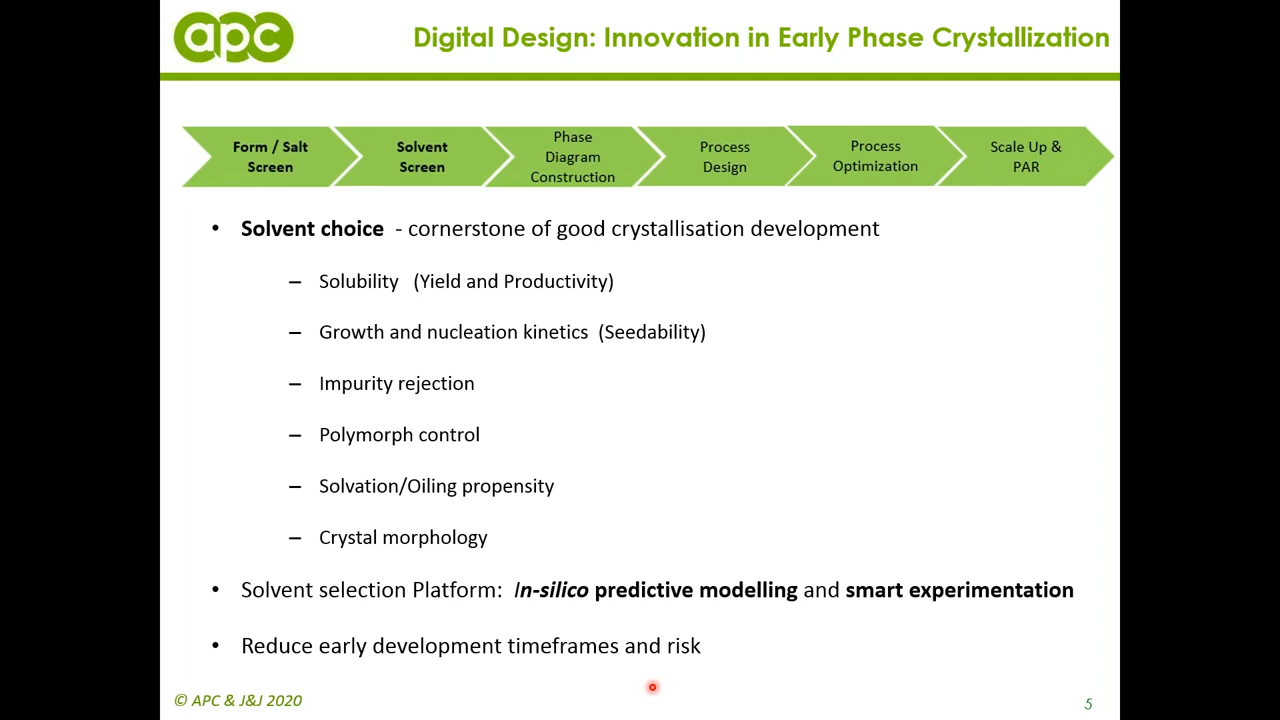 apc
Digital Design: Innovation in Early Phase Crystallization
Form / Salt
Screen
Solvent
Screen
Phase
Diagram
Construction
Process
Design
Process
Optimization
Scale Up &
PAR
• Solvent choice - cornerstone of good crystallisation development
– Solubility (Yield and Productivity)
– Growth and nucleation kinetics (Seedability)
– Impurity rejection
– Polymorph control
– Solvation/Oiling propensity
– Crystal morphology
• Solvent selection Platform: In-silico predictive modelling and smart experimentation
• Reduce early development timeframes and risk
© APC & J&J 2020
5